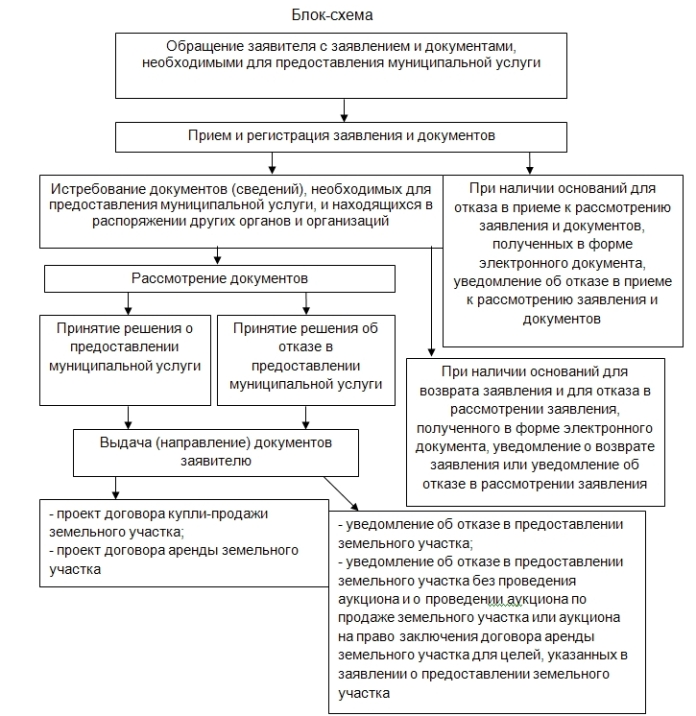 Блок-схема
Обращение заявителя с заявлением и документами,
необходимыми для предоставления муниципальной услуги
Прием и регистрация заявления и документов
Истребование документов (сведений), необходимых для
предоставления муниципальной услуги, и находящихся в
распоряжении других органов и организаций
При наличии оснований для
отказа в приеме к рассмотрению
заявления и документов,
полученных в форме
электронного документа,
уведомление об отказе в приеме
к рассмотрению заявления и
документов
Рассмотрение документов
Принятие решения о
предоставлении
муниципальной услуги
Принятие решения об
отказе в
предоставлении
муниципальной услуги
При наличии оснований для
возврата заявления и для отказа в
рассмотрении заявления,
полученного в форме электронного
документа, уведомление о возврате
заявления или уведомление об
отказе в рассмотрении заявления
Выдача (направление) документов
заявителю
- проект договора купли-продажи
земельного участка;
- проект договора аренды земельного
участка
- уведомление об отказе в предоставлении
земельного участка;
- уведомление об отказе в предоставлении
земельного участка без проведения
аукциона и о проведении аукциона по
продаже земельного участка или аукциона
на право заключения договора аренды
земельного участка для целей, указанных в
заявлении о предоставлении земельного
участка